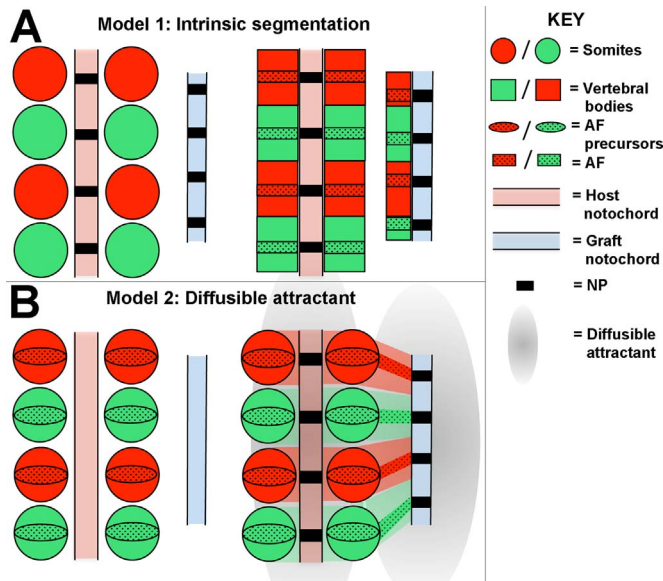 A
Model 1: Intrinsic segmentation
B
Model 2: Diffusible attractant
KEY
/
= Somites
/
= Vertebral
bodies
/
= AF
precursors
/
= AF
= Host
notochord
= Graft
notochord
= NP
= Diffusible
attractant